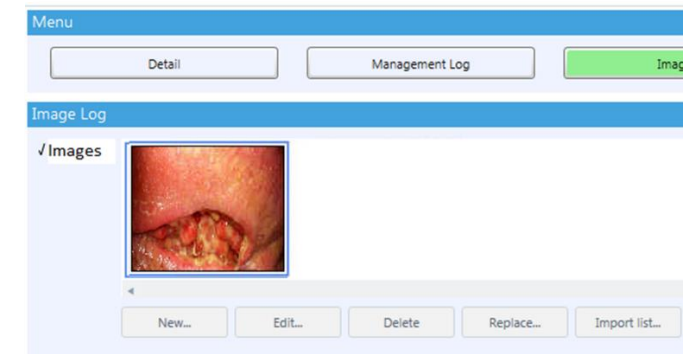 Menu
Detail Management Log Imag
Image Log
√ Images
New... Edit... Delete Replace... Import list...